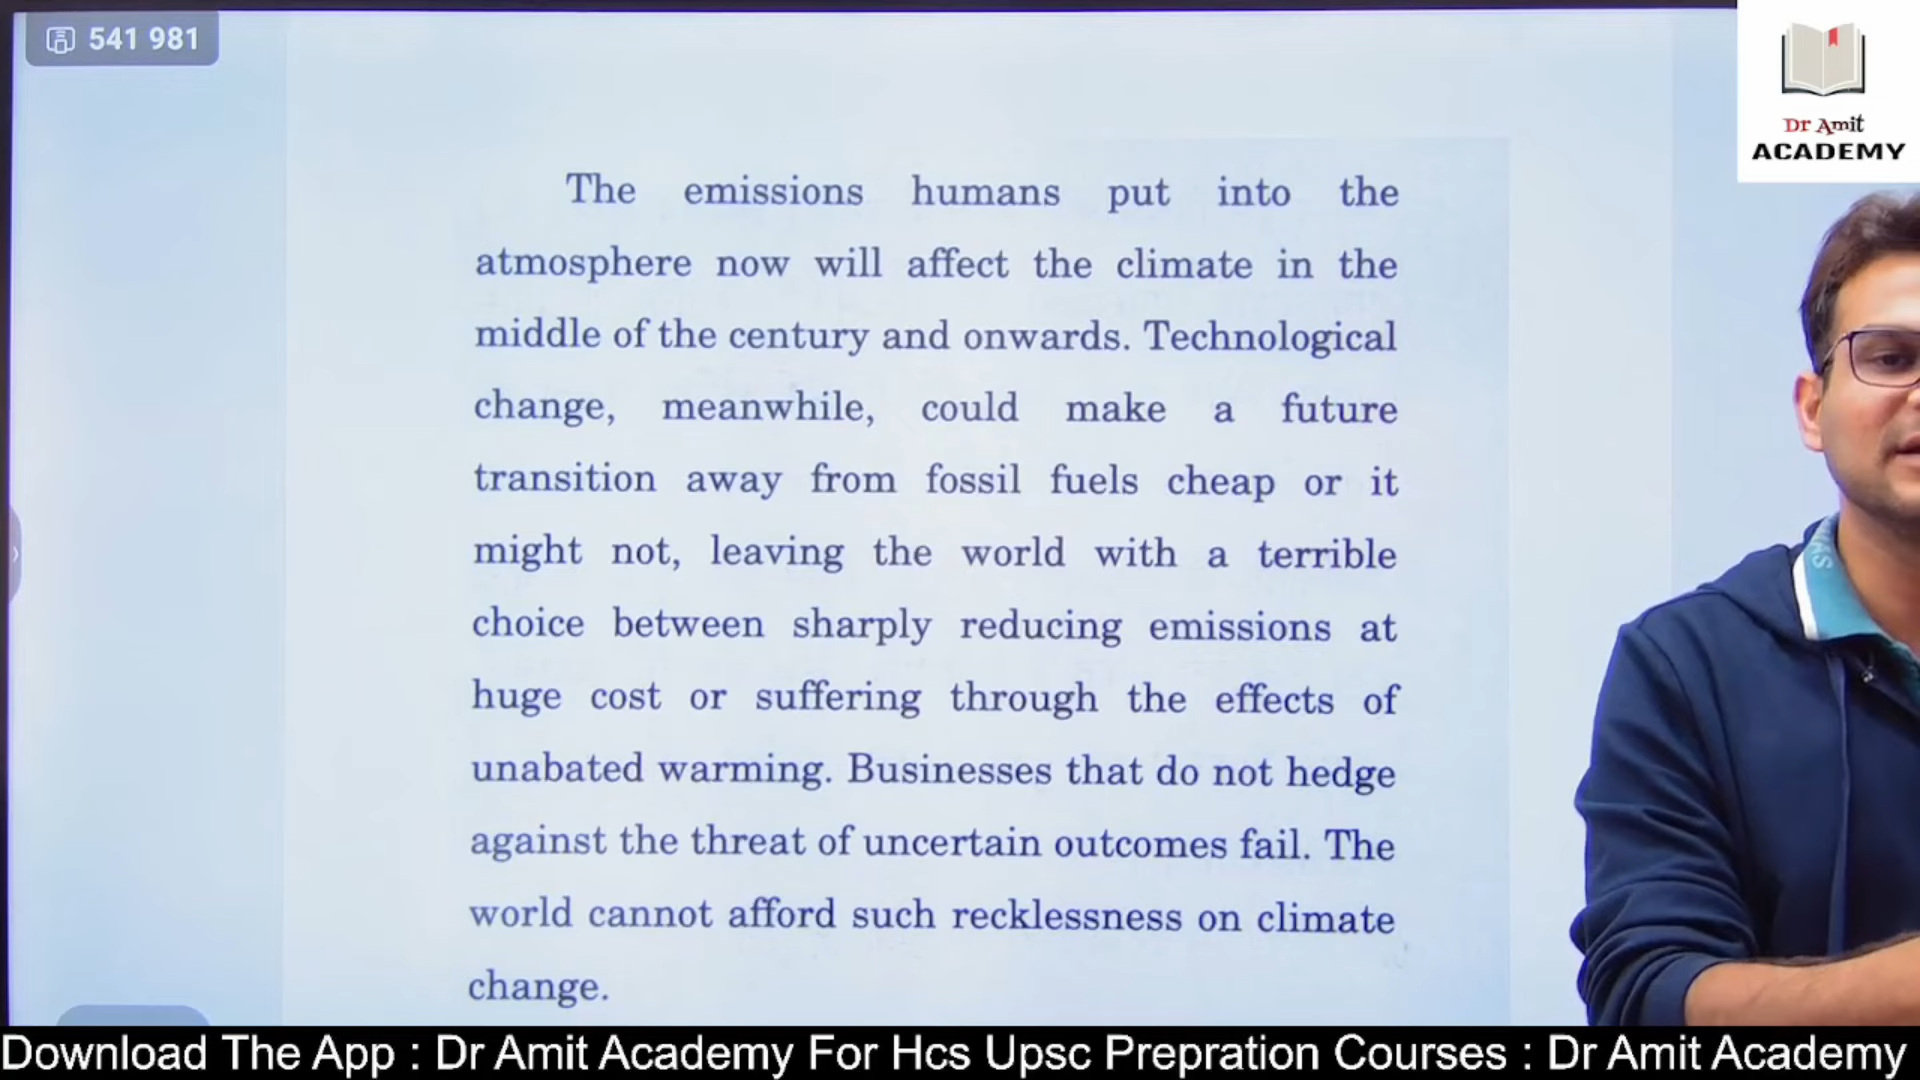 541 981
Dr Amit
ACADEMY
The emissions humans put into the
atmosphere now will affect the climate in the
middle of the century and onwards. Technological
change, meanwhile, could make a future
transition away from fossil fuels cheap or it
might not, leaving the world with a terrible
choice between sharply reducing emissions at
huge cost or suffering through the effects of
unabated warming. Businesses that do not hedge
against the threat of uncertain outcomes fail. The
world cannot afford such recklessness on climate
change.
Download The App : Dr Amit Academy For Hcs Upsc Prepration Courses : Dr Amit Academy